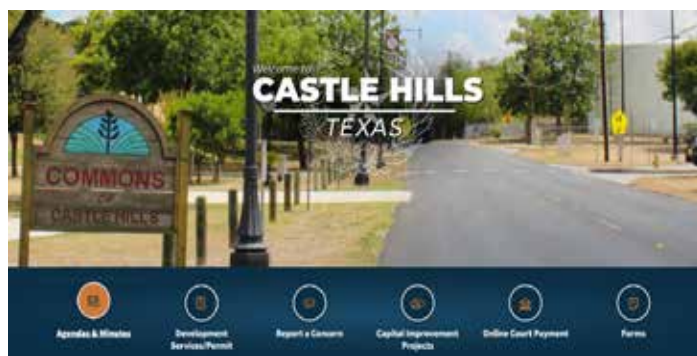 Welcome to
CASTLE HILLS
TEXAS
COMMONS
OF
CASTLE HILLS
Agendas & Minutes
Development
Services/Permit
Report a Concern
Capital Improvement
Projects
Online Court Payment
Forms